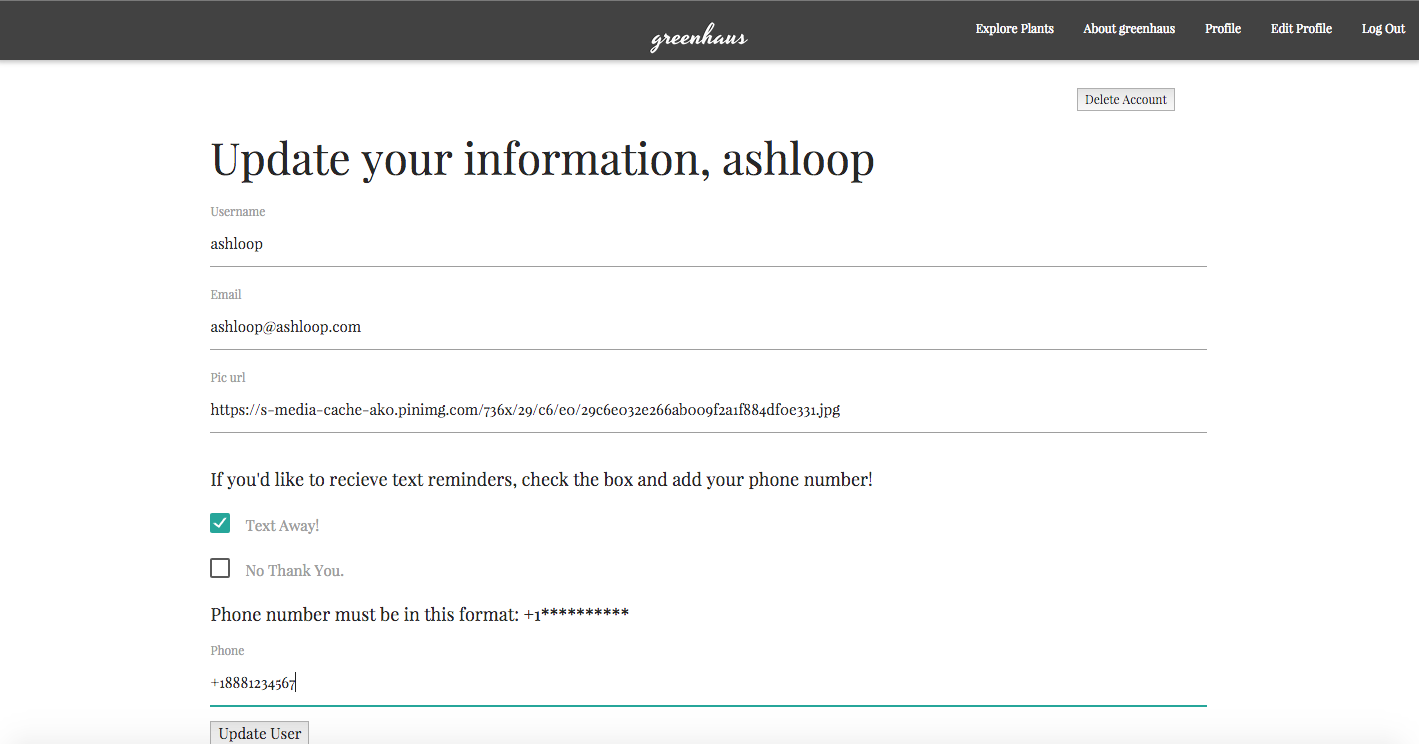 greenhaus
Explore Plants About greenhaus Profile Edit Profile Log Out
Delete Account
Update your information, ashloop
Username
ashloop
Email
ashloop@ashloop.com
Pic url
https://s-media-cache-ak0.pinimg.com/736x/29/c6/e0/29c6e032e266ab009f2a1f884df0e331.jpg
If you'd like to recieve text reminders, check the box and add your phone number!
Text Away!
No Thank You.
Phone number must be in this format: +1**********
Phone
+18881234567
Update User